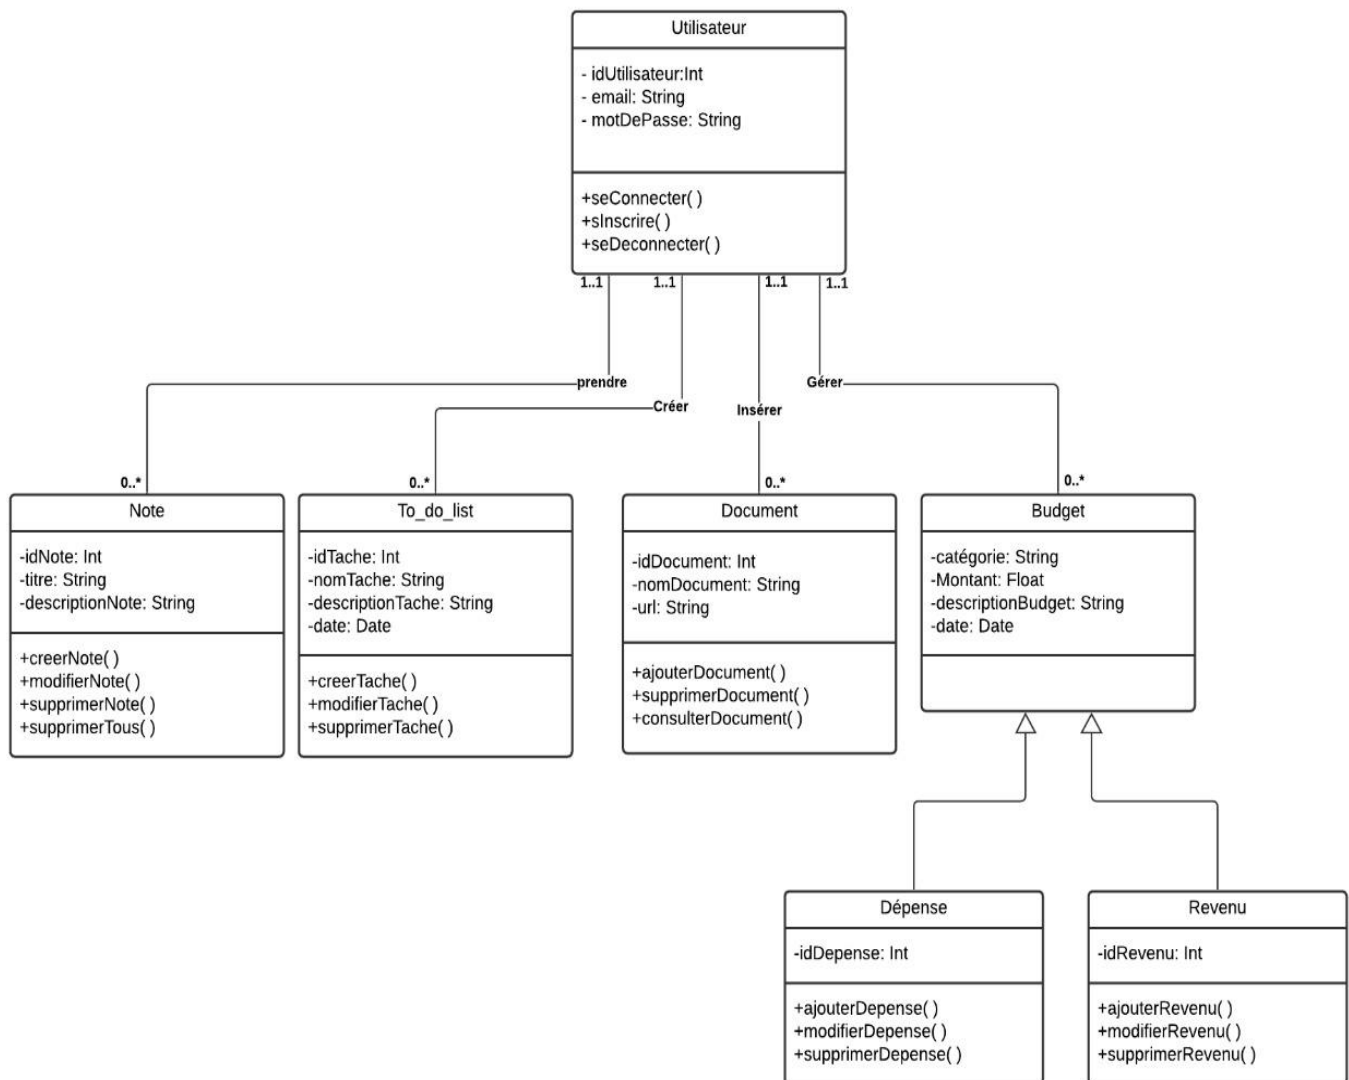 Utilisateur
- idUtilisateur:Int
- email: String
- motDePasse: String
+seConnecter( )
+sInscrire( )
+seDeconnecter( )
1..1
1..1
1..1
1..1
prendre
Créer
Insérer
Gérer
0..*
0..*
0..*
0..*
Note
-idNote: Int
-titre: String
-descriptionNote: String
+creerNote( )
+modifierNote( )
+supprimerNote( )
+supprimerTous( )
To_do_list
-idTache: Int
-nomTache: String
-descriptionTache: String
-date: Date
+creerTache( )
+modifierTache( )
+supprimerTache( )
Document
-idDocument: Int
-nomDocument: String
-url: String
+ajouterDocument( )
+supprimerDocument( )
+consulterDocument( )
Budget
-catégorie: String
-Montant: Float
-descriptionBudget: String
-date: Date
Dépense
-idDepense: Int
+ajouterDepense( )
+modifierDepense( )
+supprimerDepense( )
Revenu
-idRevenu: Int
+ajouterRevenu( )
+modifierRevenu( )
+supprimerRevenu( )